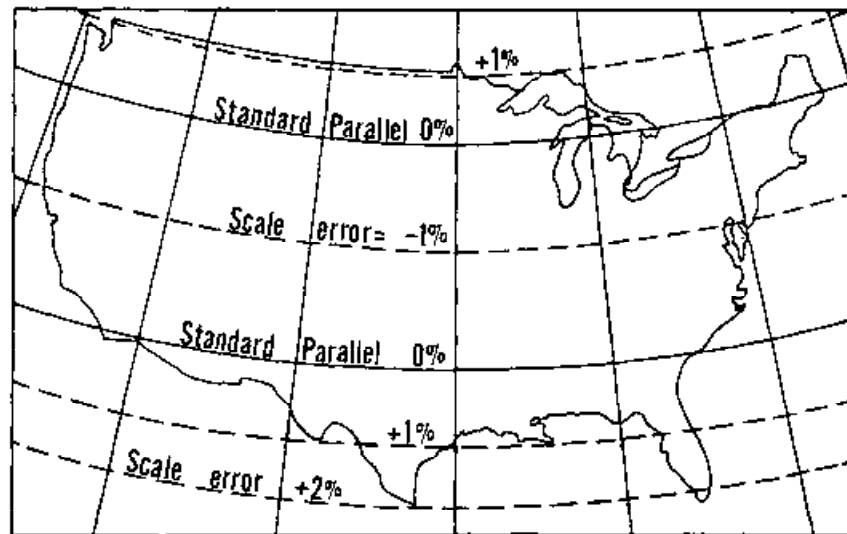 +1%
Standard Parallel 0%
Scale error= -1%
Standard Parallel 0%
+1%
Scale error +2%